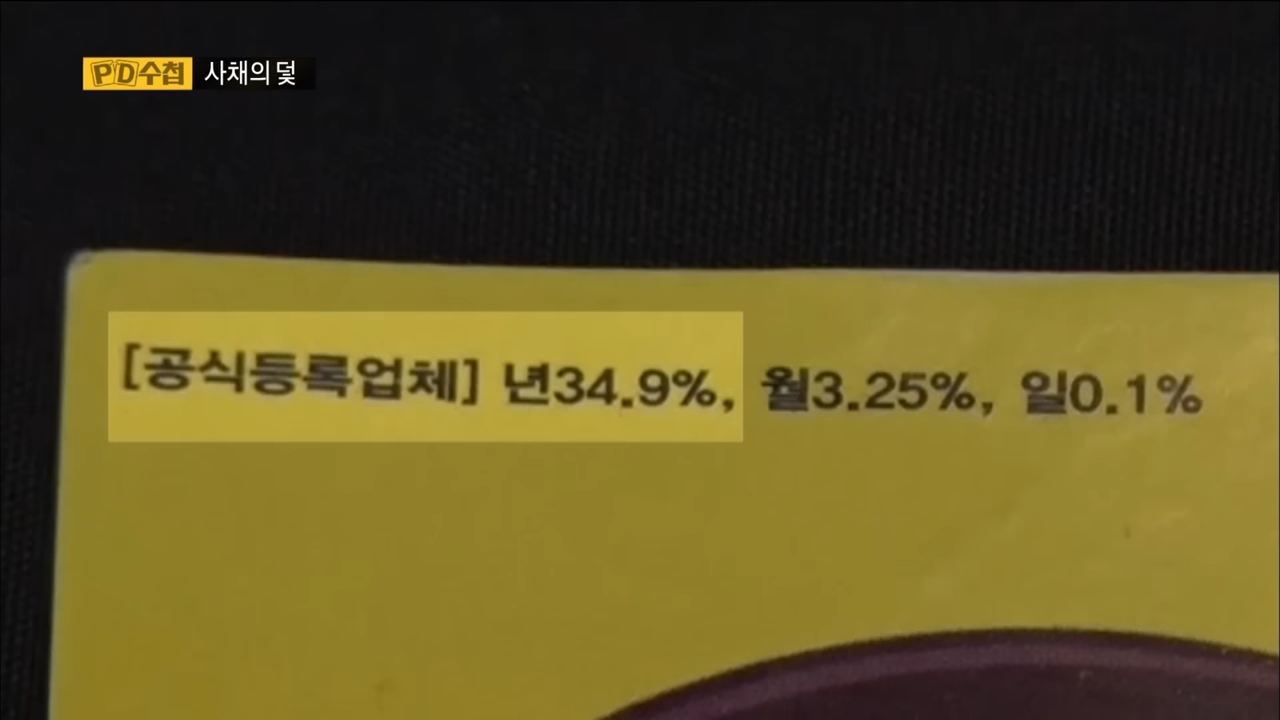 PD수첩 사채의 덫
[공식등록업체] 년34.9%, 월3.25%, 일0.1%